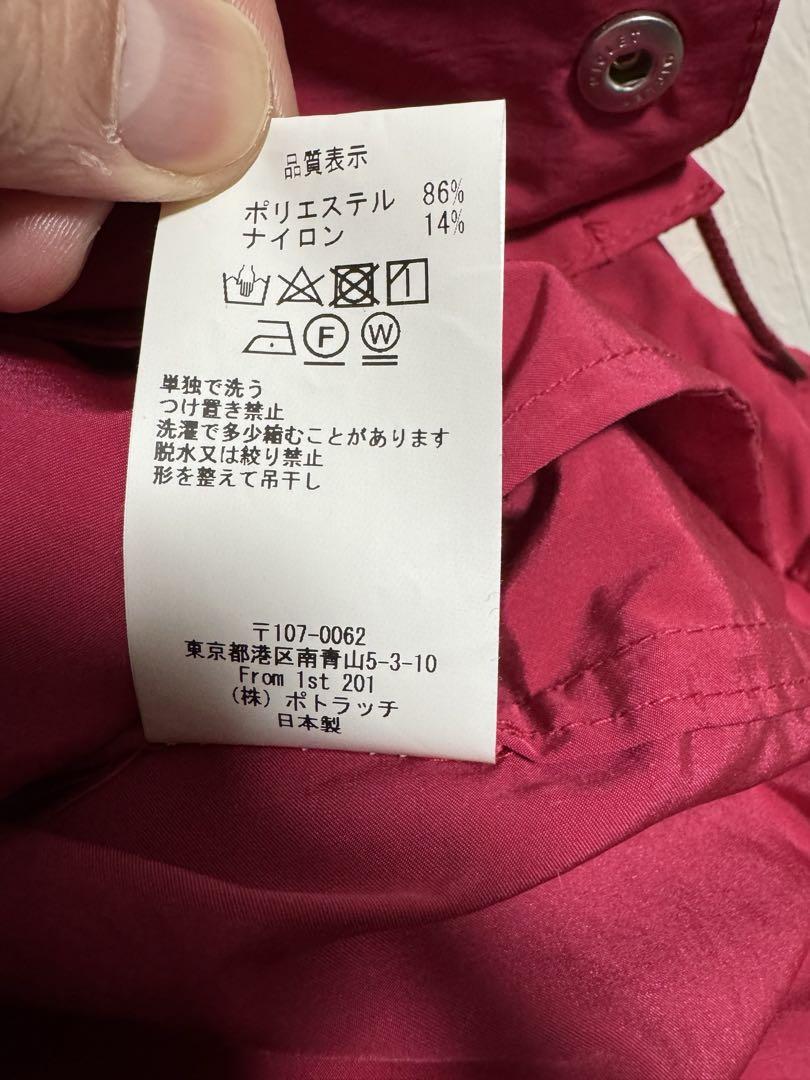 品質表示
ポリエステル 86%
ナイロン 14%
F W
単独で洗う
つけ置き禁止
洗濯で多少縮むことがあります
脱水又は絞り禁止
形を整えて吊干し
〒107-0062
東京都港区南青山5-3-10
From 1st 201
(株) ポトラッチ
日本製